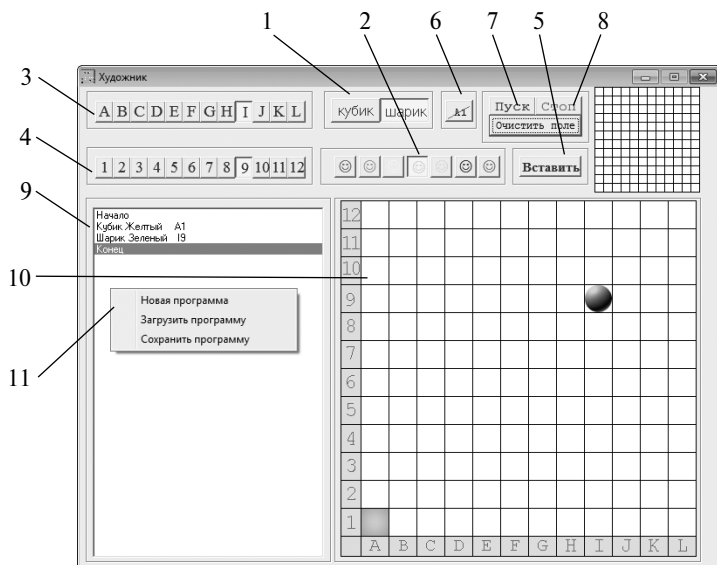 1 2 6 7 5 8
3
Художник
A B C D E F G H I J K L
кубик шарик
A1
Пуск Стоп
Очистить поле
4
1 2 3 4 5 6 7 8 9 10 11 12
Вставить
9
Начало
Кубик Желтый A1
Шарик Зеленый I9
Конец
10
Новая программа
Загрузить программу
Сохранить программу
11
12
11
10
9
8
7
6
5
4
3
2
1
A B C D E F G H I J K L